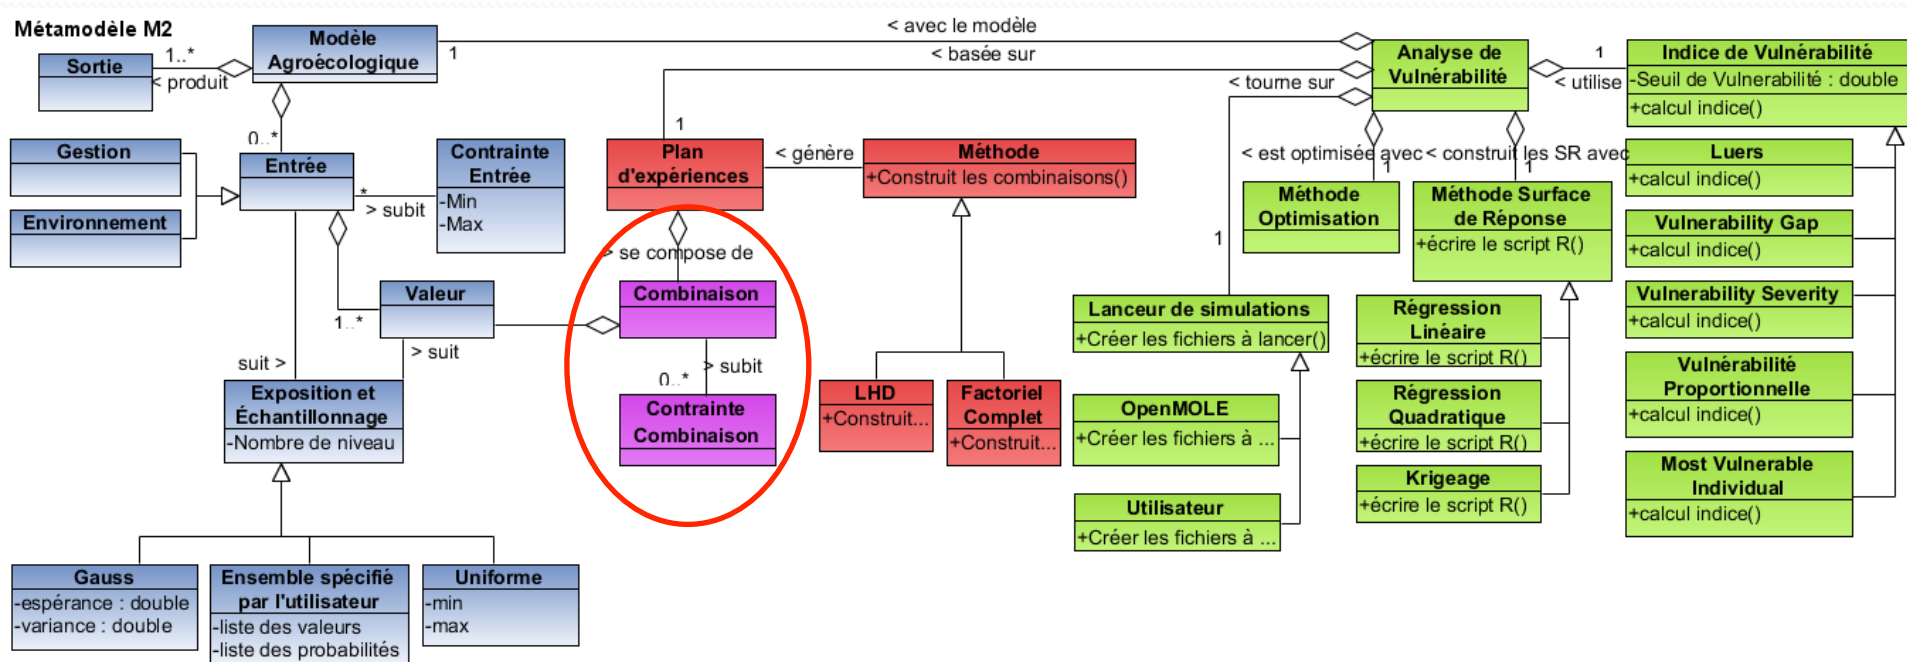 Métamodèle M2
Sortie
1..*
< produit
Modèle
Agroécologique
1
< avec le modèle
< basée sur
< tourne sur
Analyse de
Vulnérabilité
1
< utilise
Indice de Vulnérabilité
-Seuil de Vulnerabilité : double
+calcul indice()
0..*
Gestion
Environnement
Entrée
*
> subit
Contrainte
Entrée
-Min
-Max
1
Plan
d'expériences
< génère
Méthode
+Construit les combinaisons()
< est optimisée avec
1
< construit les SR avec
1
Méthode
Optimisation
Méthode Surface
de Réponse
+écrire le script R()
Luers
+calcul indice()
Vulnerability Gap
+calcul indice()
Vulnerability Severity
+calcul indice()
Vulnérabilité
Proportionnelle
+calcul indice()
Most Vulnerable
Individual
+calcul indice()
> se compose de
Combinaison
Valeur
1..*
> suit
suit >
> subit
0..*
Contrainte
Combinaison
1
Lanceur de simulations
+Créer les fichiers à lancer()
Régression
Linéaire
+écrire le script R()
Régression
Quadratique
+écrire le script R()
Krigeage
+écrire le script R()
Exposition et
Échantillonnage
-Nombre de niveau
LHD
+Construit...
Factoriel
Complet
+Construit...
OpenMOLE
+Créer les fichiers à ...
Utilisateur
+Créer les fichiers à ...
Gauss
-espérance : double
-variance : double
Ensemble spécifié
par l'utilisateur
-liste des valeurs
-liste des probabilités
Uniforme
-min
-max